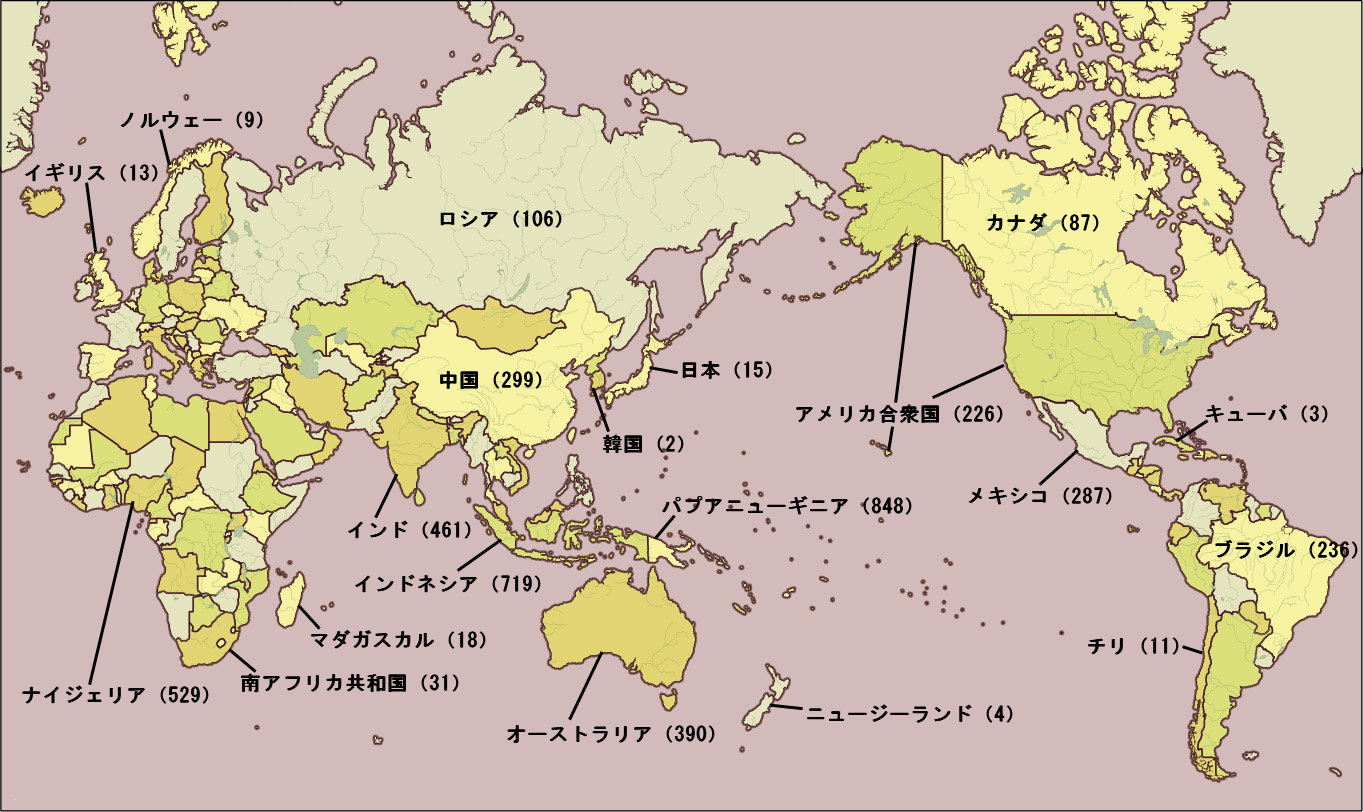 ノルウェー（9）
イギリス（13）
ロシア（106）
カナダ（87）
中国（299）
日本（15）
アメリカ合衆国（226）
キューバ（3）
韓国（2）
メキシコ（287）
パプアニューギニア（848）
インド（461）
ブラジル（236）
インドネシア（719）
マダガスカル（18）
チリ（11）
南アフリカ共和国（31）
ナイジェリア（529）
ニュージーランド（4）
オーストラリア（390）